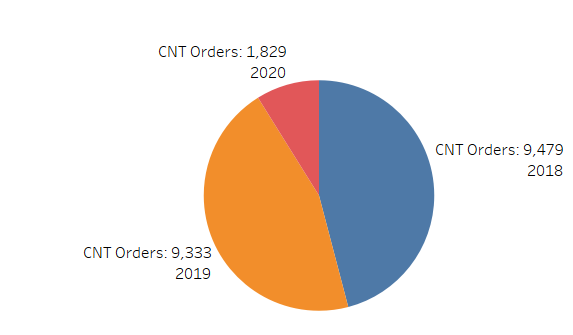 CNT Orders: 1,829
2020
CNT Orders: 9,479
2018
CNT Orders: 9,333
2019